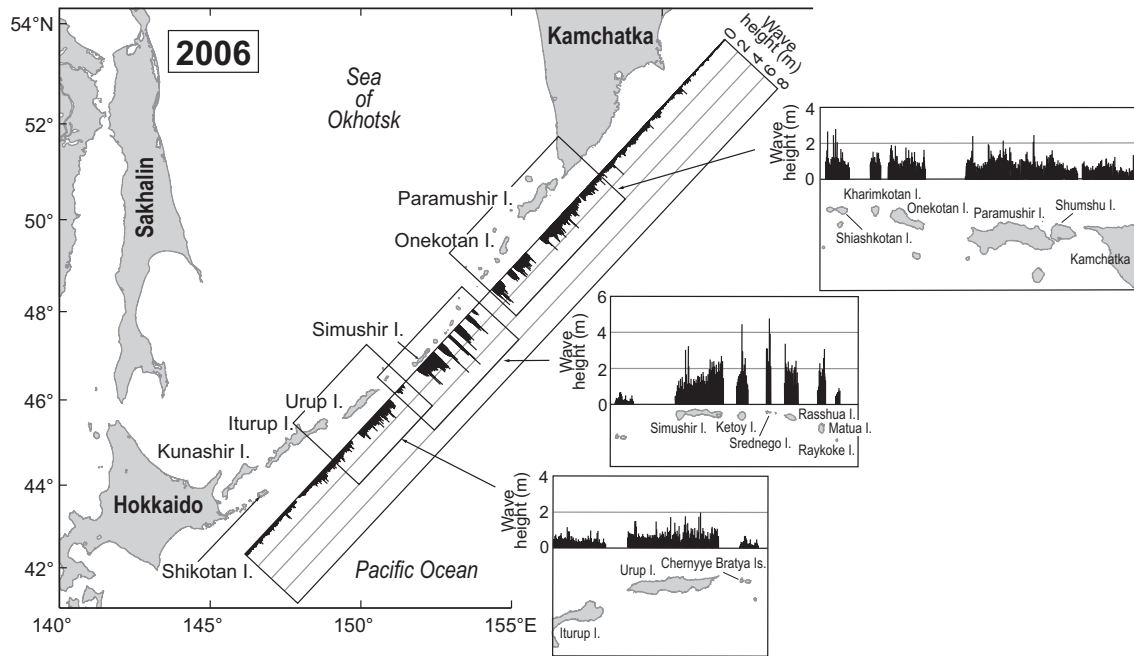 54°N
52°
50°
48°
46°
44°
42°
140°
145°
150°
155°E
2006
Sea
of
Okhotsk
Kamchatka
Sakhalin
Hokkaido
Pacific Ocean
Paramushir I.
Onekotan I.
Simushir I.
Urup I.
Iturup I.
Kunashir I.
Shikotan I.
Wave
height (m)
0
2
4
6
8
Wave
height (m)
4
2
0
Kharimkotan I.
Onekotan I.
Shiashkotan I.
Paramushir I.
Shumshu I.
Kamchatka
Wave
height (m)
6
4
2
0
Simushir I.
Ketoy I.
Srednego I.
Rasshua I.
Matua I.
Raykoke I.
Wave
height (m)
4
2
0
Urup I.
Chernyye Bratya Is.
Iturup I.